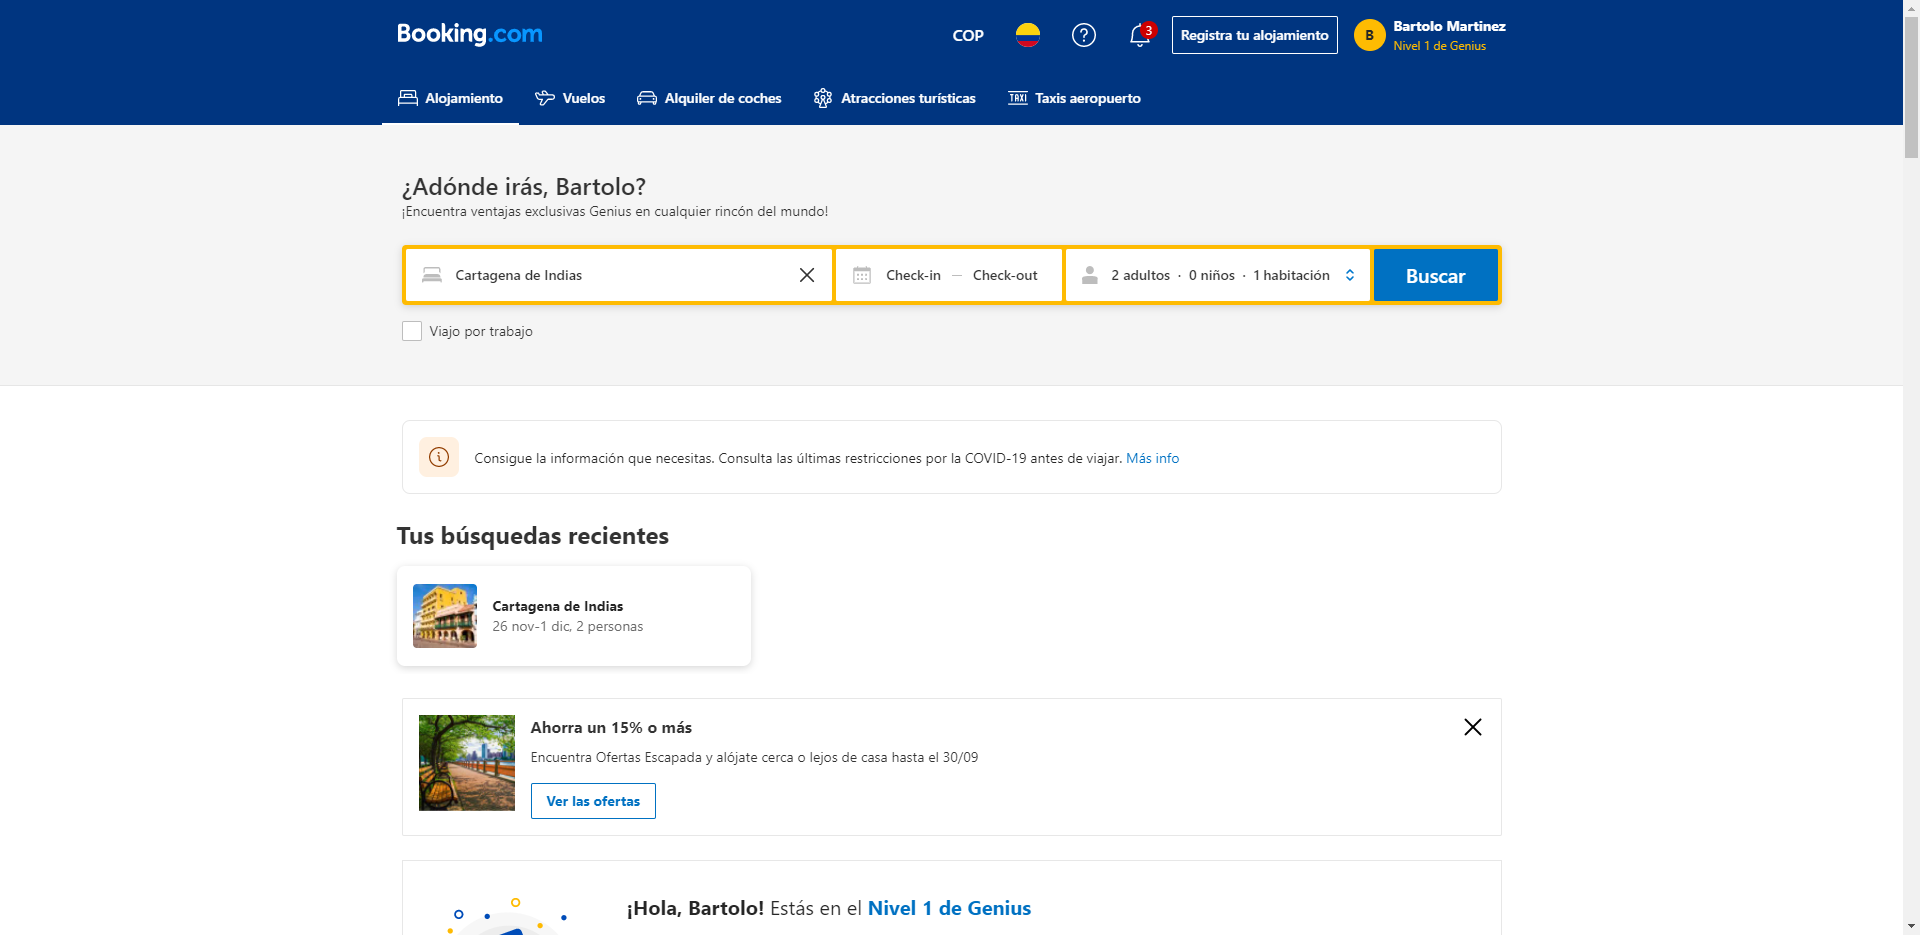 Booking.com
COP
3
Registra tu alojamiento
B
Bartolo Martinez
Nivel 1 de Genius
Alojamiento
Vuelos
Alquiler de coches
Atracciones turísticas
TAXI
Taxis aeropuerto
¿Adónde irás, Bartolo?
¡Encuentra ventajas exclusivas Genius en cualquier rincón del mundo!
Cartagena de Indias
Check-in — Check-out
2 adultos · 0 niños · 1 habitación
Buscar
Viajo por trabajo
Consigue la información que necesitas. Consulta las últimas restricciones por la COVID-19 antes de viajar. Más info
Tus búsquedas recientes
Cartagena de Indias
26 nov-1 dic, 2 personas
Ahorra un 15% o más
Encuentra Ofertas Escapada y alójate cerca o lejos de casa hasta el 30/09
Ver las ofertas
¡Hola, Bartolo! Estás en el Nivel 1 de Genius